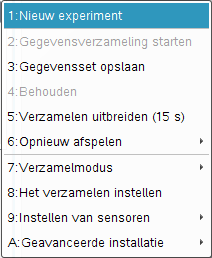 1:Nieuw experiment
2:Gegevensverzameling starten
3:Gegevensset opslaan
4:Behouden
5:Verzamelen uitbreiden (15 s)
6:Opnieuw afspelen
7:Verzamelmodus
8:Het verzamelen instellen
9:Instellen van sensoren
A:Geavanceerde installatie